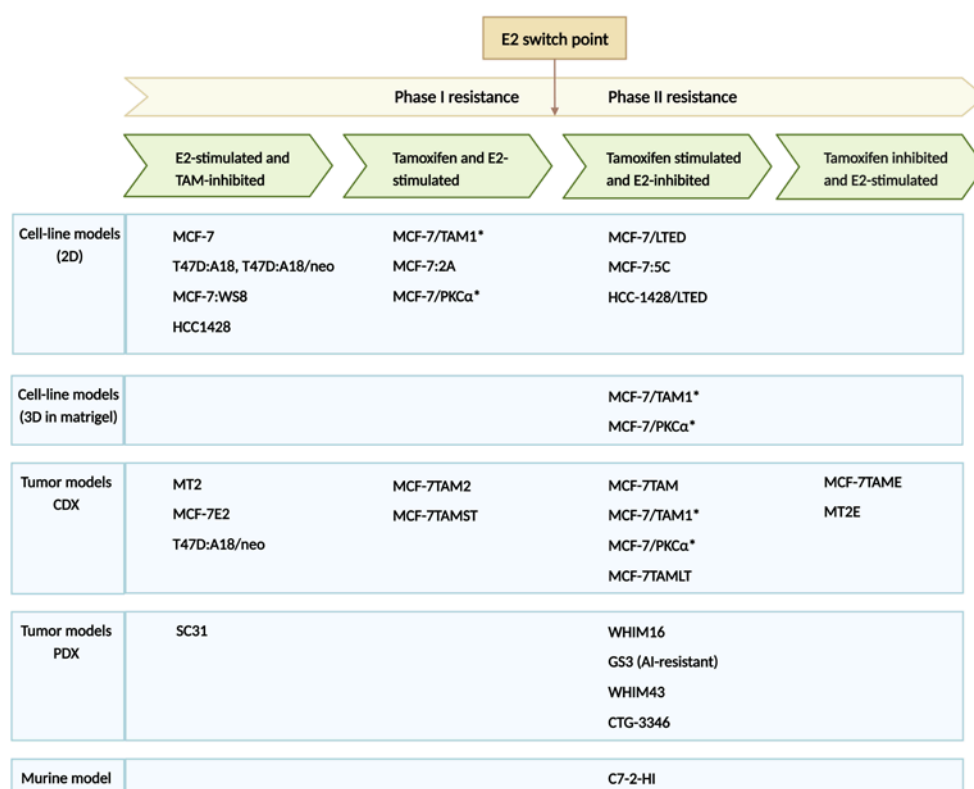 E2 switch point
Phase I resistance
Phase II resistance
E2-stimulated and
TAM-inhibited
Tamoxifen and E2-
stimulated
Tamoxifen stimulated
and E2-inhibited
Tamoxifen inhibited
and E2-stimulated
Cell-line models
(2D)
MCF-7
T47D:A18, T47D:A18/neo
MCF-7:WS8
HCC1428
MCF-7/TAM1*
MCF-7:2A
MCF-7/PKCα*
MCF-7/LTED
MCF-7:5C
HCC-1428/LTED
Cell-line models
(3D in matrigel)
MCF-7/TAM1*
MCF-7/PKCα*
Tumor models
CDX
MT2
MCF-7E2
T47D:A18/neo
MCF-7TAM2
MCF-7TAMST
MCF-7TAM
MCF-7/TAM1*
MCF-7/PKCα*
MCF-7TAMLT
MCF-7TAME
MT2E
Tumor models
PDX
SC31
WHIM16
GS3 (AI-resistant)
WHIM43
CTG-3346
Murine model
C7-2-HI